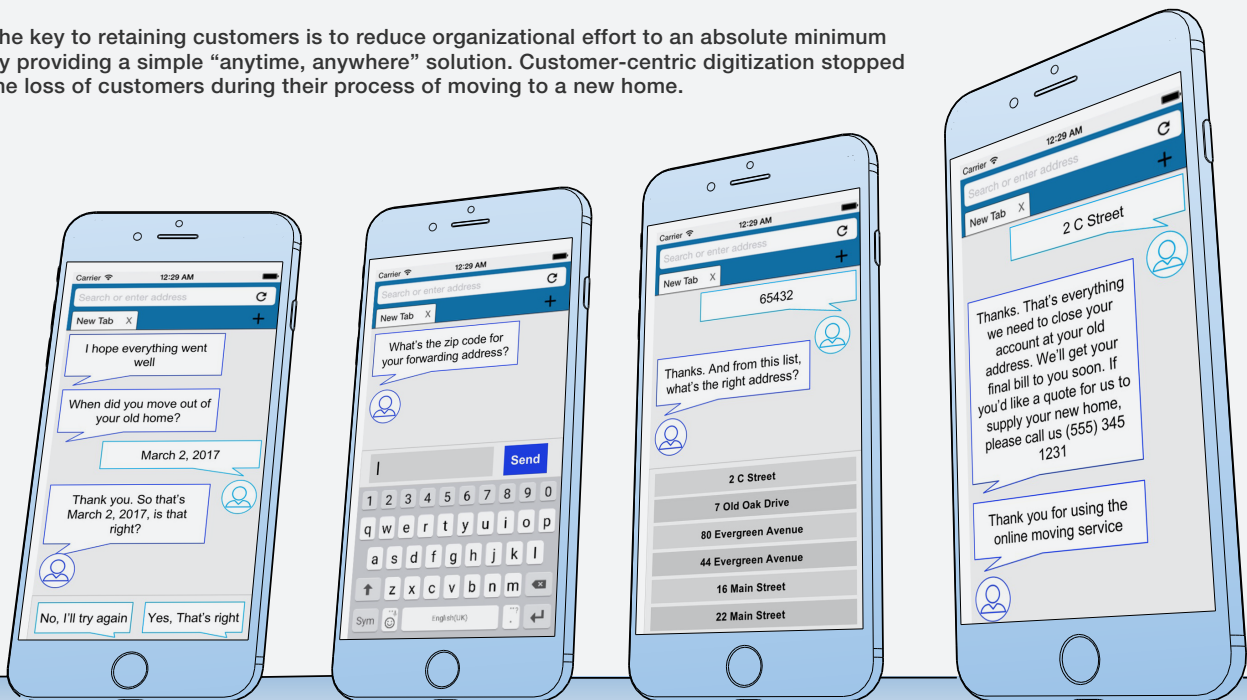 he key to retaining customers is to reduce organizational effort to an absolute minimum
y providing a simple “anytime, anywhere” solution. Customer-centric digitization stopped
he loss of customers during their process of moving to a new home.
Carrier 12:29 AM
Search or enter address
New Tab X +
I hope everything went
well
When did you move out of
your old home?
March 2, 2017
Thank you. So that's
March 2, 2017, is that
right?
No, I'll try again
Yes, That's right
Carrier 12:29 AM
Search or enter address
New Tab X +
What's the zip code for
your forwarding address?
Send
1 2 3 4 5 6 7 8 9 0
q w e r t y u i o p
a s d f g h j k l
z x c v b n m
Sym English(UK) .
Carrier 12:29 AM
Search or enter address
New Tab X +
65432
Thanks. And from this list,
what's the right address?
2 C Street
7 Old Oak Drive
80 Evergreen Avenue
44 Evergreen Avenue
16 Main Street
22 Main Street
Carrier 12:29 AM
Search or enter address
New Tab X +
2 C Street
Thanks. That's everything
we need to close your
account at your old
address. We'll get your
final bill to you soon. If
you'd like a quote for us to
supply your new home,
please call us (555) 345
1231
Thank you for using the
online moving service